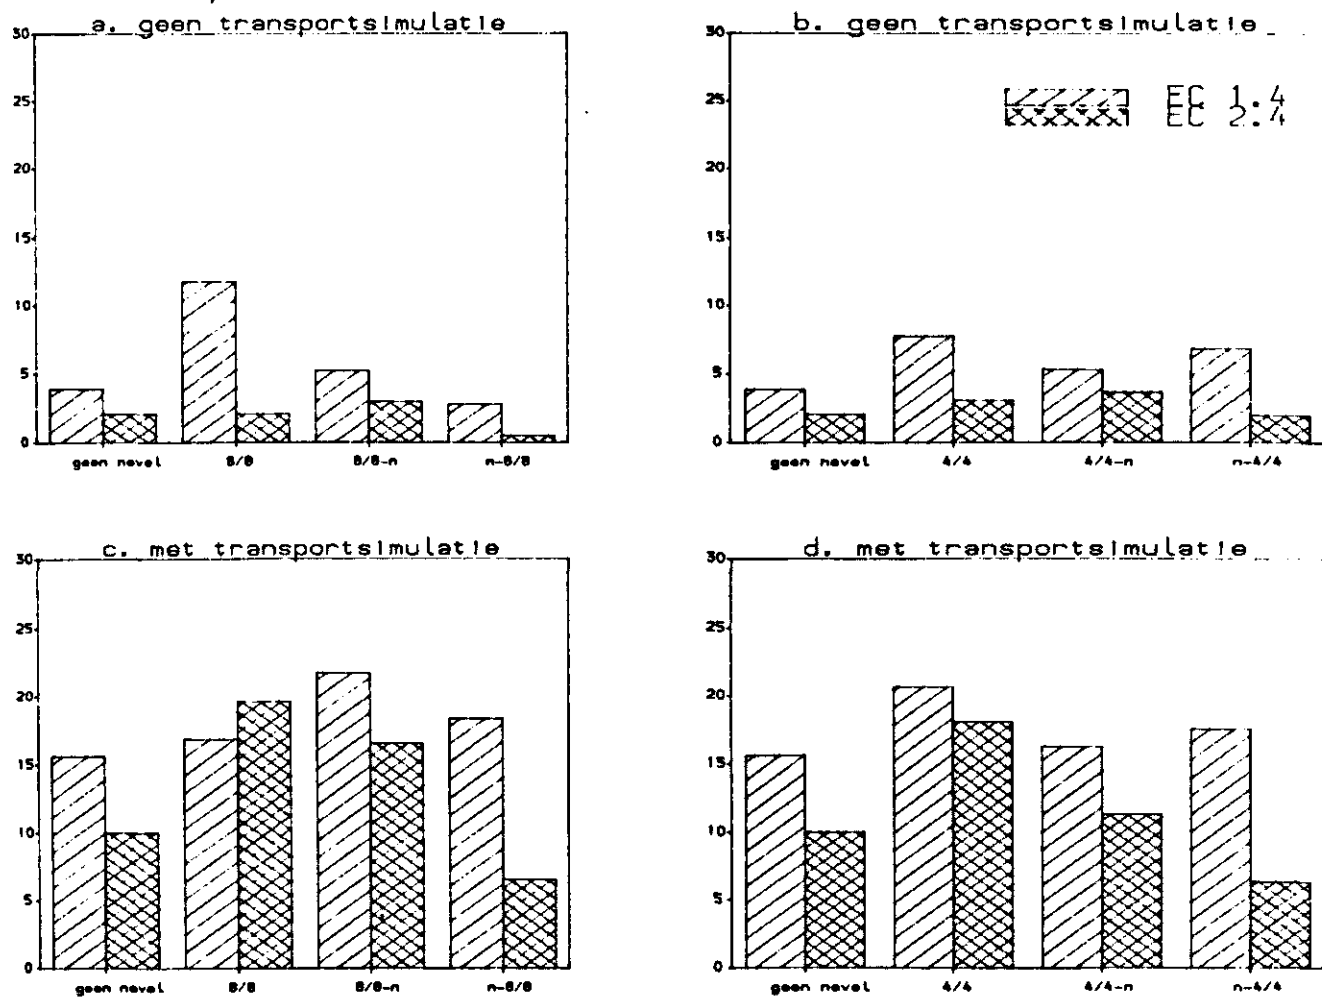 a. geen transportsimulatie
30
25
20
15
10
5
0
geen nevel 8/8 8/8-n n-8/8
b. geen transportsimulatie
30
25
20
15
10
5
0
EC 1.4
EC 2.4
geen nevel 4/4 4/4-n n-4/4
c. met transportsimulatie
30
25
20
15
10
5
0
geen nevel 8/8 8/8-n n-8/8
d. met transportsimulatie
30
25
20
15
10
5
0
geen nevel 4/4 4/4-n n-4/4